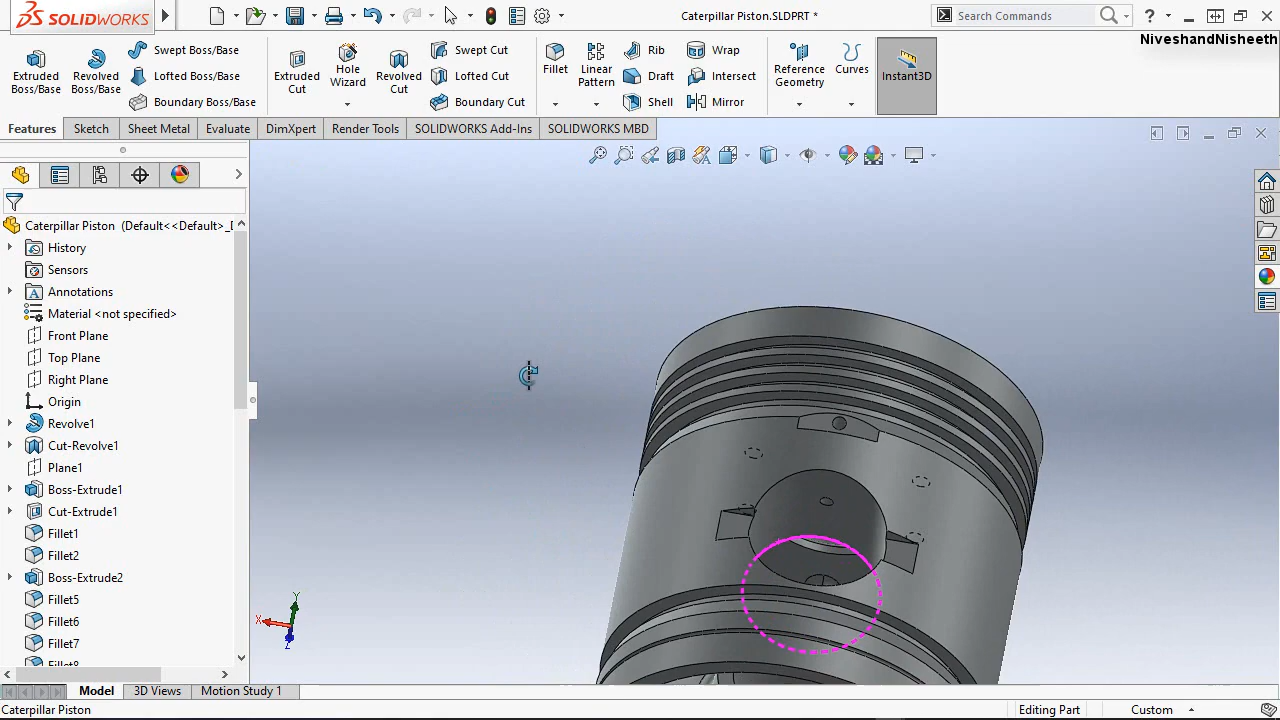 SOLIDWORKS
Caterpillar Piston.SLDPRT
Search Commands
NiveshandNisheeth
Extruded Boss/Base
Revolved Boss/Base
Swept Boss/Base
Lofted Boss/Base
Boundary Boss/Base
Extruded Cut
Hole Wizard
Revolved Cut
Swept Cut
Lofted Cut
Boundary Cut
Fillet
Linear Pattern
Rib
Draft
Shell
Wrap
Intersect
Mirror
Reference Geometry
Curves
Instant3D
Features
Sketch
Sheet Metal
Evaluate
DimXpert
Render Tools
SOLIDWORKS Add-Ins
SOLIDWORKS MBD
Caterpillar Piston (Default<<Default>_D
History
Sensors
Annotations
Material <not specified>
Front Plane
Top Plane
Right Plane
Origin
Revolve1
Cut-Revolve1
Plane1
Boss-Extrude1
Cut-Extrude1
Fillet1
Fillet2
Boss-Extrude2
Fillet5
Fillet6
Fillet7
Fillet8
Y
X
Z
Model
3D Views
Motion Study 1
Caterpillar Piston
Editing Part
Custom